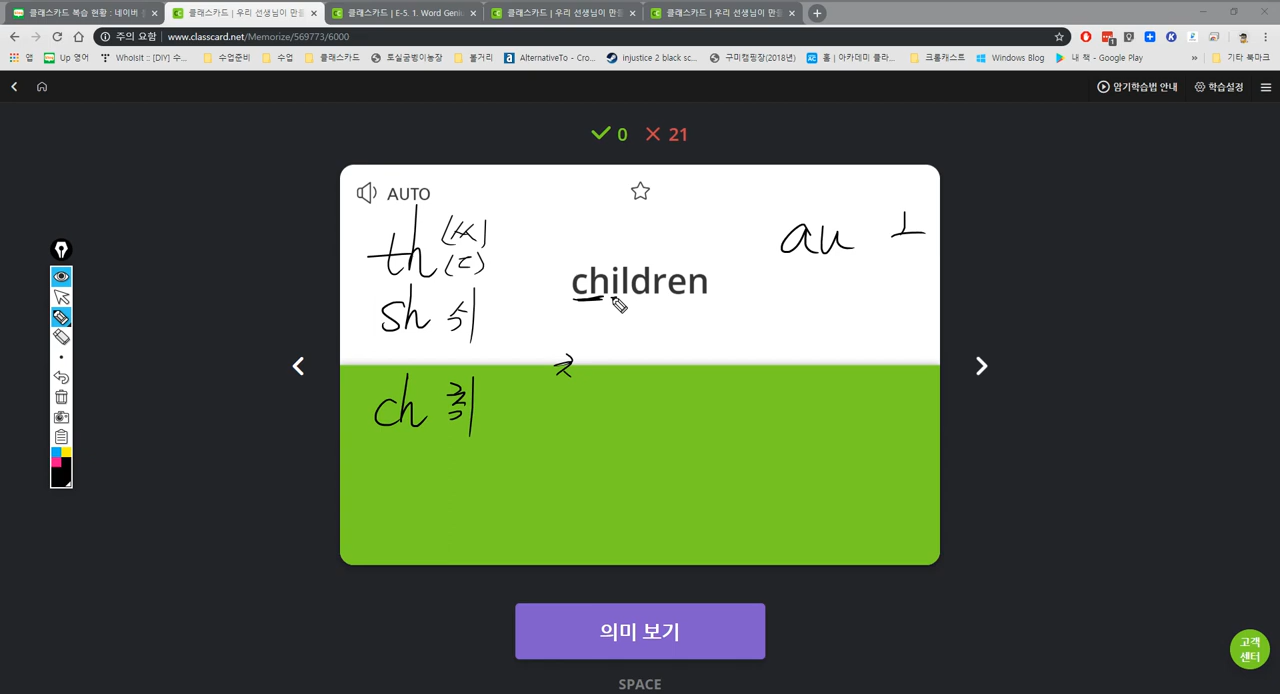 클래스카드 복습 현황 : 네이버
클래스카드 | 우리 선생님이 만든
클래스카드 | E-5. 1. Word Geniu
클래스카드 | 우리 선생님이 만든
클래스카드 | 우리 선생님이 만든
주의 요함 | www.classcard.net/Memorize/569773/6000
앱 Up 영어 WhoIsIt :: [DIY] 수... 수업준비 수업 클래스카드 토실굼벵이농장 볼거리 AlternativeTo - Cro... injustice 2 black sc... 구미캠핑장(2018년) 홈 | 아카데미 플라... 크롬캐스트 Windows Blog 내 책 - Google Play » 기타 북마크
암기학습법 안내 학습설정
0 21
AUTO
th (ㅆ)
(ㄷ)
au ㅗ
children
sh 쉬
ㅊ
ch 취
의미 보기
SPACE
고객
센터